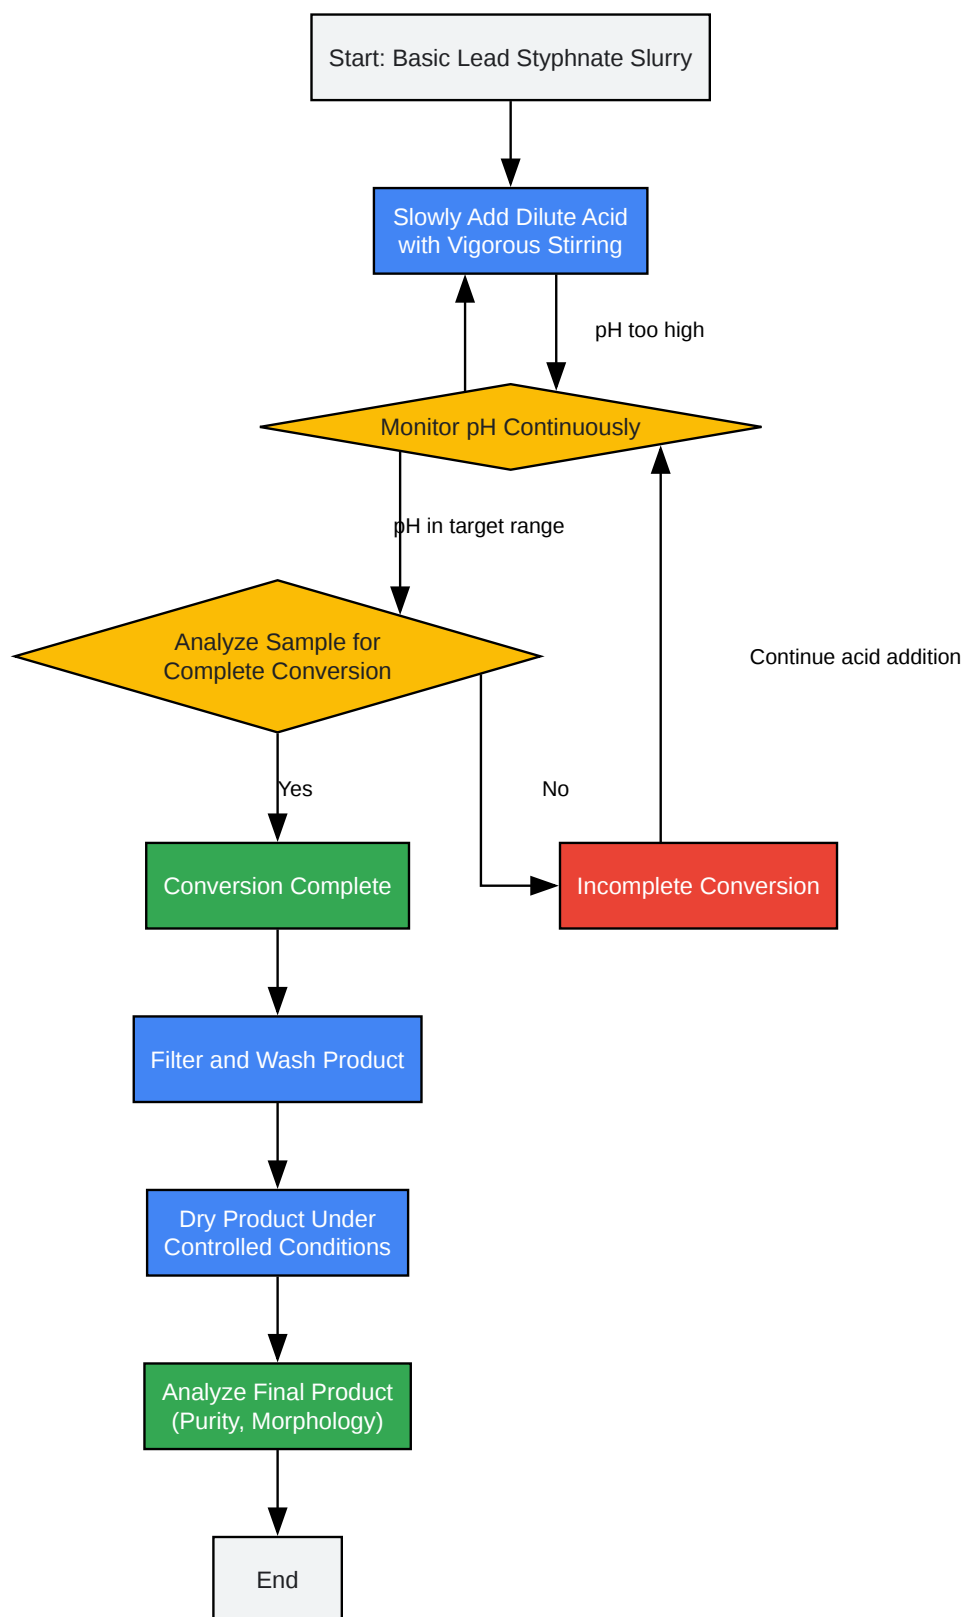 Start: Basic Lead Styphnate Slurry
Slowly Add Dilute Acid
with Vigorous Stirring
pH too high
Monitor pH Continuously
pH in target range
Analyze Sample for
Complete Conversion
Continue acid addition
Yes
No
Conversion Complete
Incomplete Conversion
Filter and Wash Product
Dry Product Under
Controlled Conditions
Analyze Final Product
(Purity, Morphology)
End